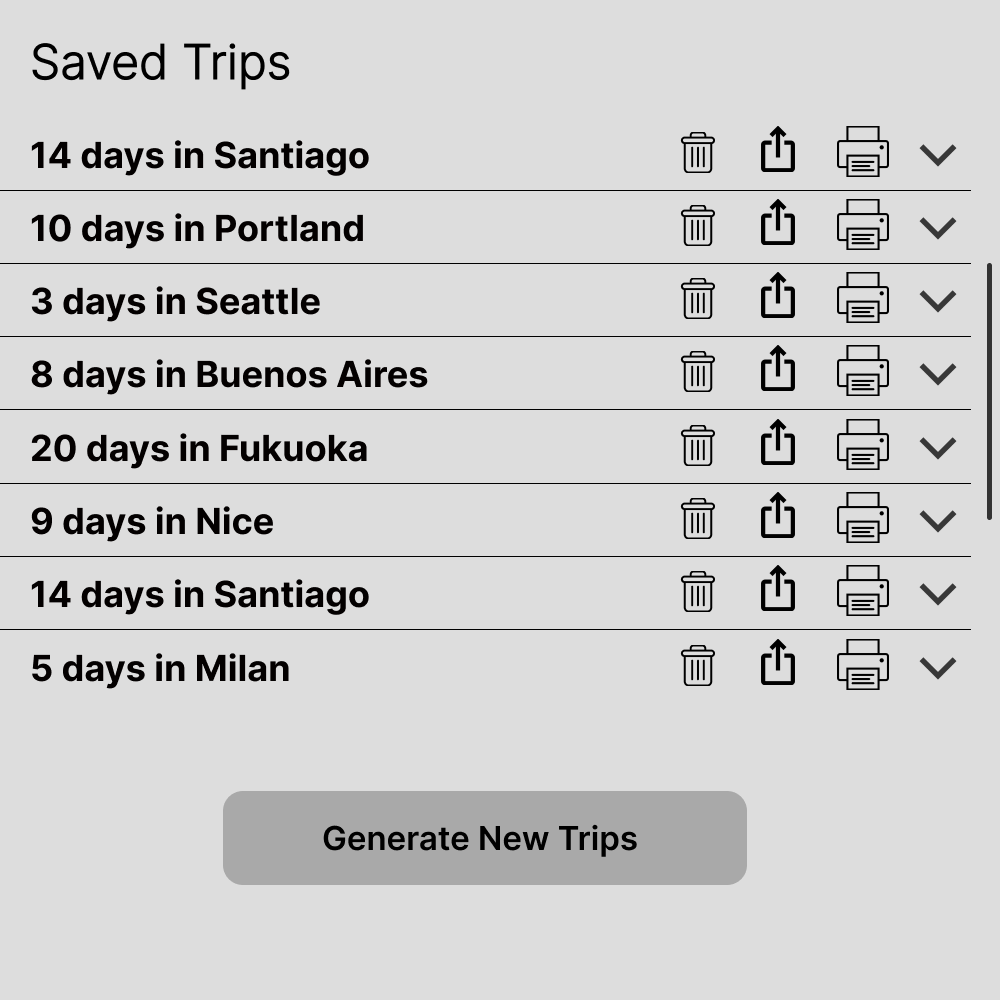 Saved Trips
14 days in Santiago
10 days in Portland
3 days in Seattle
8 days in Buenos Aires
20 days in Fukuoka
9 days in Nice
14 days in Santiago
5 days in Milan
Generate New Trips